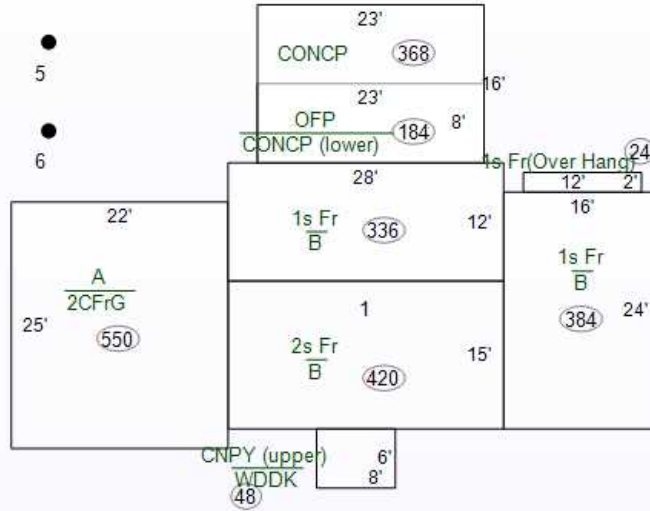 23'
CONCP 368
5
16'
23'
OFP 184 8'
CONCP (lower)
6
24
1s Fr(Over Hang)
28'
12' 2'
22'
16'
1s Fr 336 12'
B
A
2CFrG
1s Fr
B
1
25' 550
384 24'
2s Fr 15'
B 420
CNPY (upper)
WDDK
6'
8'
48